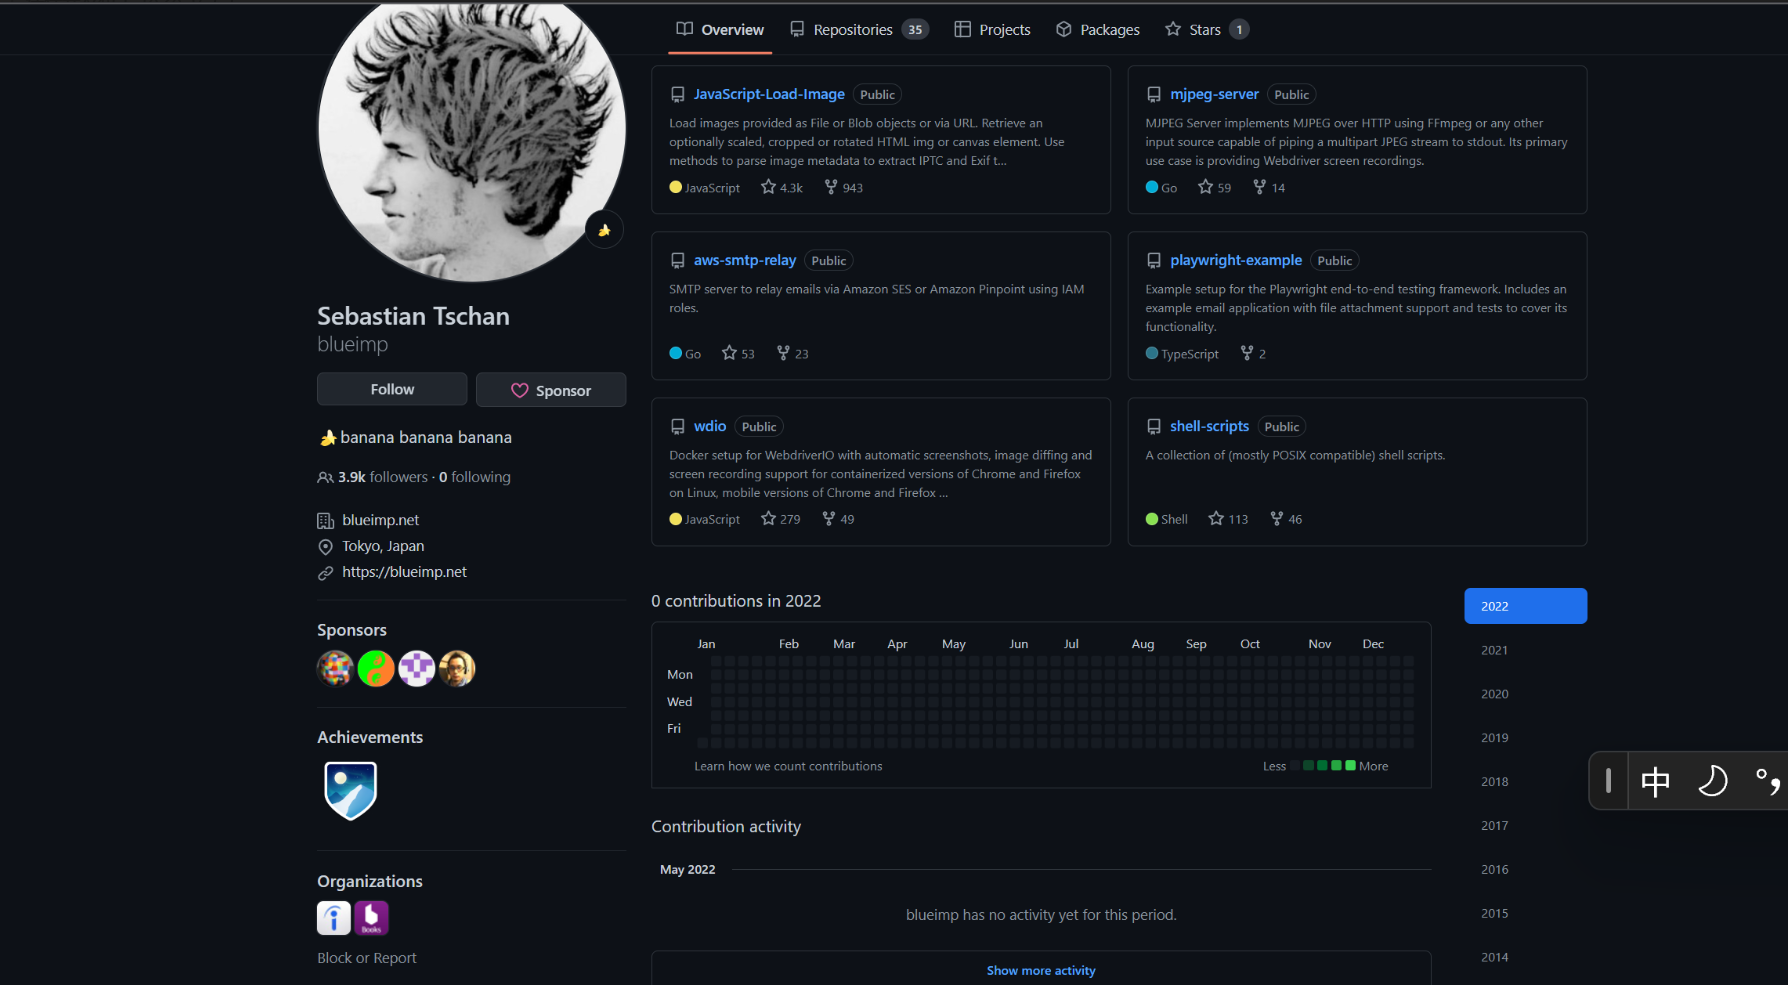 Overview
Repositories 35
Projects
Packages
Stars 1
Sebastian Tschan
blueimp
Follow
Sponsor
🍌 banana banana banana
3.9k followers · 0 following
blueimp.net
Tokyo, Japan
https://blueimp.net
Sponsors
Achievements
Organizations
Books
Block or Report
JavaScript-Load-Image Public
Load images provided as File or Blob objects or via URL. Retrieve an
optionally scaled, cropped or rotated HTML img or canvas element. Use
methods to parse image metadata to extract IPTC and Exif t...
JavaScript 4.3k 943
mjpeg-server Public
MJPEG Server implements MJPEG over HTTP using FFmpeg or any other
input source capable of piping a multipart JPEG stream to stdout. Its primary
use case is providing Webdriver screen recordings.
Go 59 14
aws-smtp-relay Public
SMTP server to relay emails via Amazon SES or Amazon Pinpoint using IAM
roles.
Go 53 23
playwright-example Public
Example setup for the Playwright end-to-end testing framework. Includes an
example email application with file attachment support and tests to cover its
functionality.
TypeScript 2
wdio Public
Docker setup for WebdriverIO with automatic screenshots, image diffing and
screen recording support for containerized versions of Chrome and Firefox
on Linux, mobile versions of Chrome and Firefox ...
JavaScript 279 49
shell-scripts Public
A collection of (mostly POSIX compatible) shell scripts.
Shell 113 46
0 contributions in 2022
Jan Feb Mar Apr May Jun Jul Aug Sep Oct Nov Dec
Mon
Wed
Fri
Learn how we count contributions
Less More
Contribution activity
May 2022
blueimp has no activity yet for this period.
Show more activity
2022
2021
2020
2019
2018
2017
2016
2015
2014
中